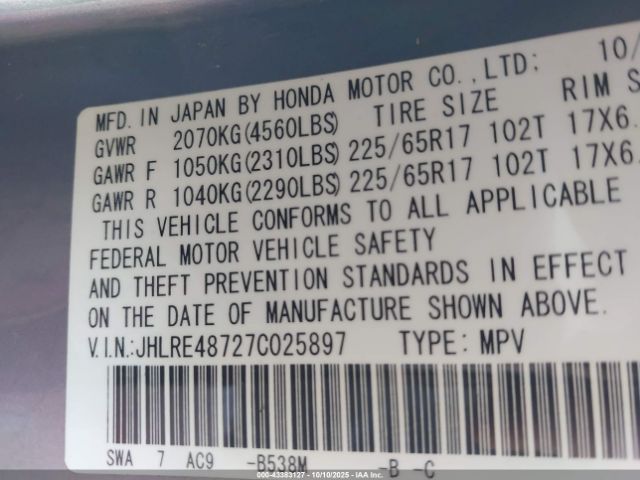 MFD. IN JAPAN BY HONDA MOTOR CO., LTD; 10/
GVWR 2070KG(4560LBS) TIRE SIZE RIM S
GAWR F 1050KG(2310LBS) 225/65R17 102T 17X6.
GAWR R 1040KG(2290LBS) 225/65R17 102T 17X6.
THIS VEHICLE CONFORMS TO ALL APPLICABLE
FEDERAL MOTOR VEHICLE SAFETY
AND THEFT PREVENTION STANDARDS IN EFFECT
ON THE DATE OF MANUFACTURE SHOWN ABOVE.
V.I.N.:JHLRE48727C025897 TYPE: MPV
SWA 7 AC9 -B538M -B -C
© - 43383127 - 10/10/2025 - IAAI.COM